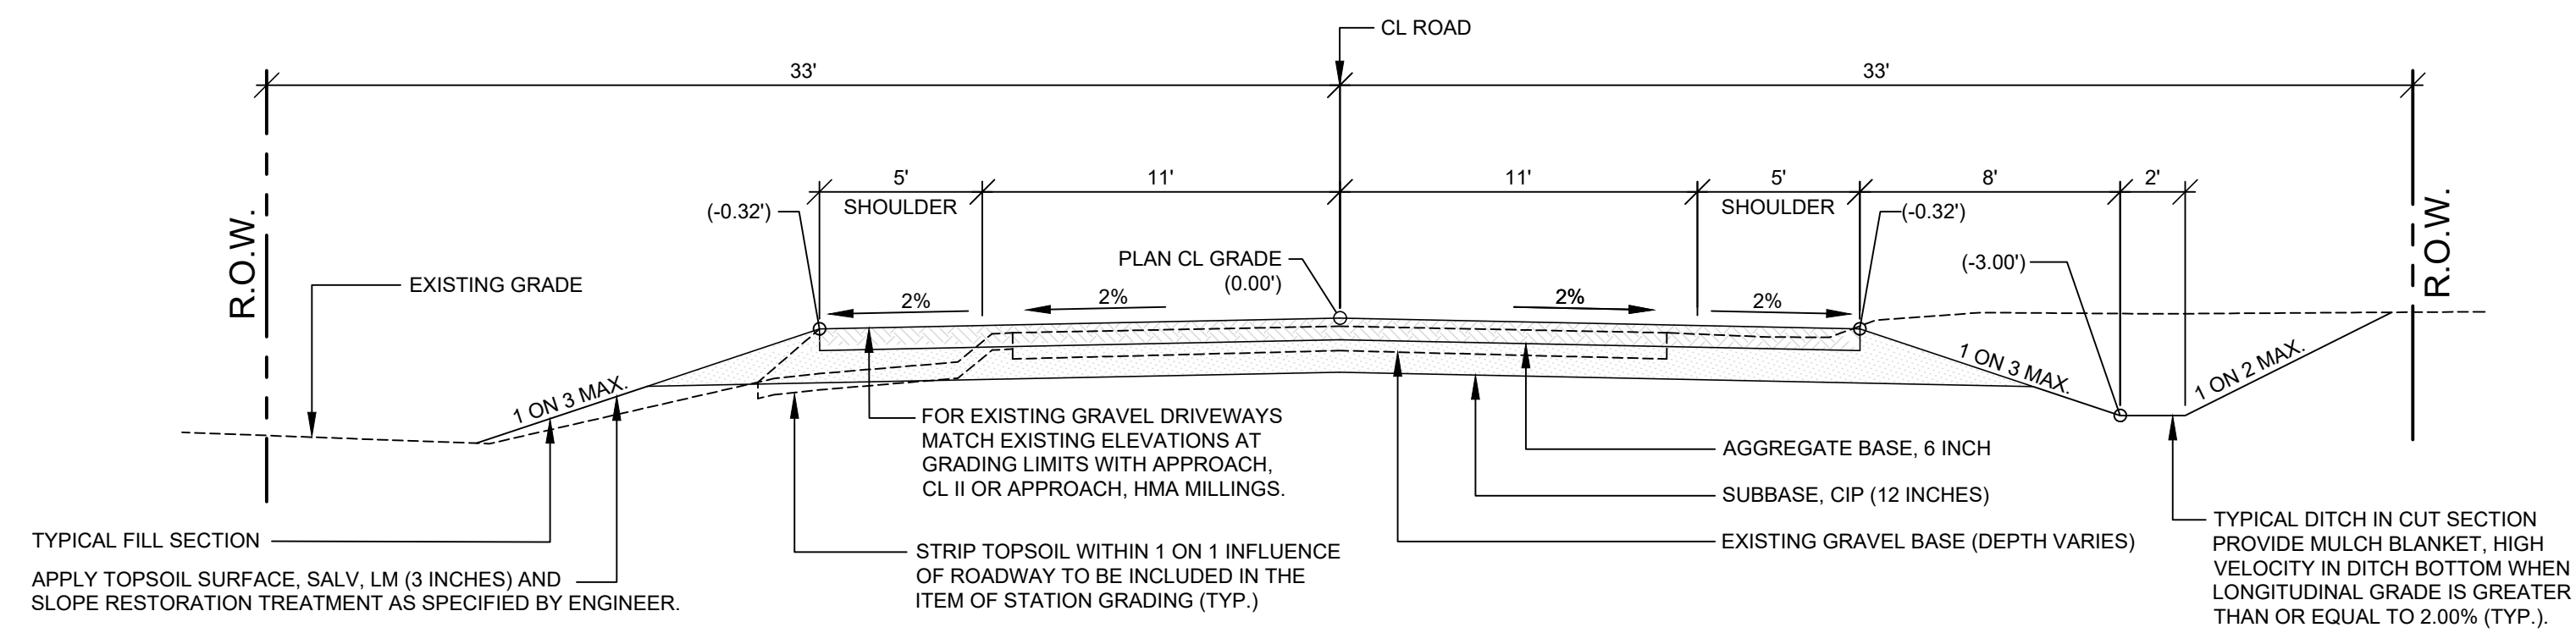 CL ROAD
33'
33'
5'
11'
11'
5'
8'
2'
SHOULDER
SHOULDER
(-0.32')
(-0.32')
R.O.W.
R.O.W.
PLAN CL GRADE
(0.00')
(-3.00')
EXISTING GRADE
2%
2%
2%
2%
1 ON 3 MAX.
1 ON 3 MAX.
1 ON 2 MAX.
FOR EXISTING GRAVEL DRIVEWAYS
MATCH EXISTING ELEVATIONS AT
GRADING LIMITS WITH APPROACH,
CL II OR APPROACH, HMA MILLINGS.
AGGREGATE BASE, 6 INCH
SUBBASE, CIP (12 INCHES)
EXISTING GRAVEL BASE (DEPTH VARIES)
TYPICAL FILL SECTION
APPLY TOPSOIL SURFACE, SALV, LM (3 INCHES) AND
SLOPE RESTORATION TREATMENT AS SPECIFIED BY ENGINEER.
STRIP TOPSOIL WITHIN 1 ON 1 INFLUENCE
OF ROADWAY TO BE INCLUDED IN THE
ITEM OF STATION GRADING (TYP.)
TYPICAL DITCH IN CUT SECTION
PROVIDE MULCH BLANKET, HIGH
VELOCITY IN DITCH BOTTOM WHEN
LONGITUDINAL GRADE IS GREATER
THAN OR EQUAL TO 2.00% (TYP.).